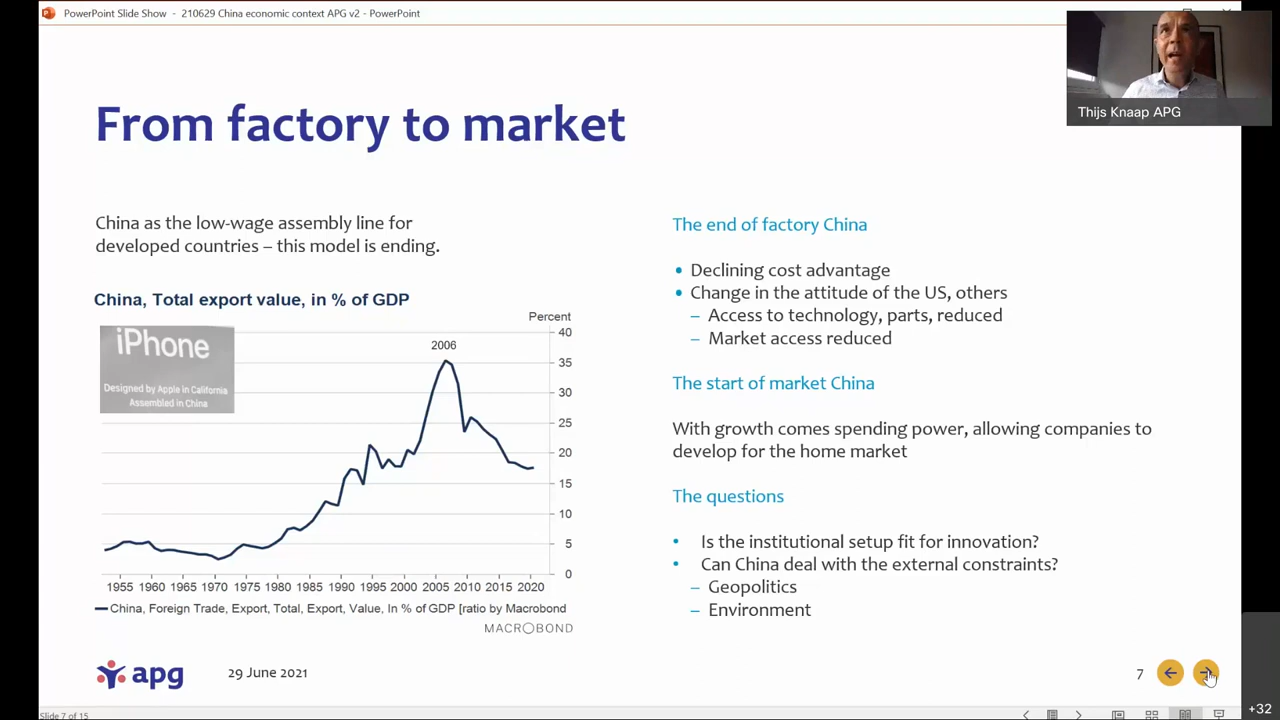 PowerPoint Slide Show - 210629 China economic context APG v2 - PowerPoint
Thijs Knaap APG
From factory to market
China as the low-wage assembly line for
developed countries – this model is ending.
China, Total export value, in % of GDP
Percent
iPhone
Designed by Apple in California
Assembled in China
2006
40
35
30
25
20
15
10
5
0
1955 1960 1965 1970 1975 1980 1985 1990 1995 2000 2005 2010 2015 2020
China, Foreign Trade, Export, Total, Export, Value, In % of GDP [ratio by Macrobond
MACROBOND
The end of factory China
• Declining cost advantage
• Change in the attitude of the US, others
– Access to technology, parts, reduced
– Market access reduced
The start of market China
With growth comes spending power, allowing companies to
develop for the home market
The questions
• Is the institutional setup fit for innovation?
• Can China deal with the external constraints?
– Geopolitics
– Environment
apg
29 June 2021
7
Slide 7 of 15
+32